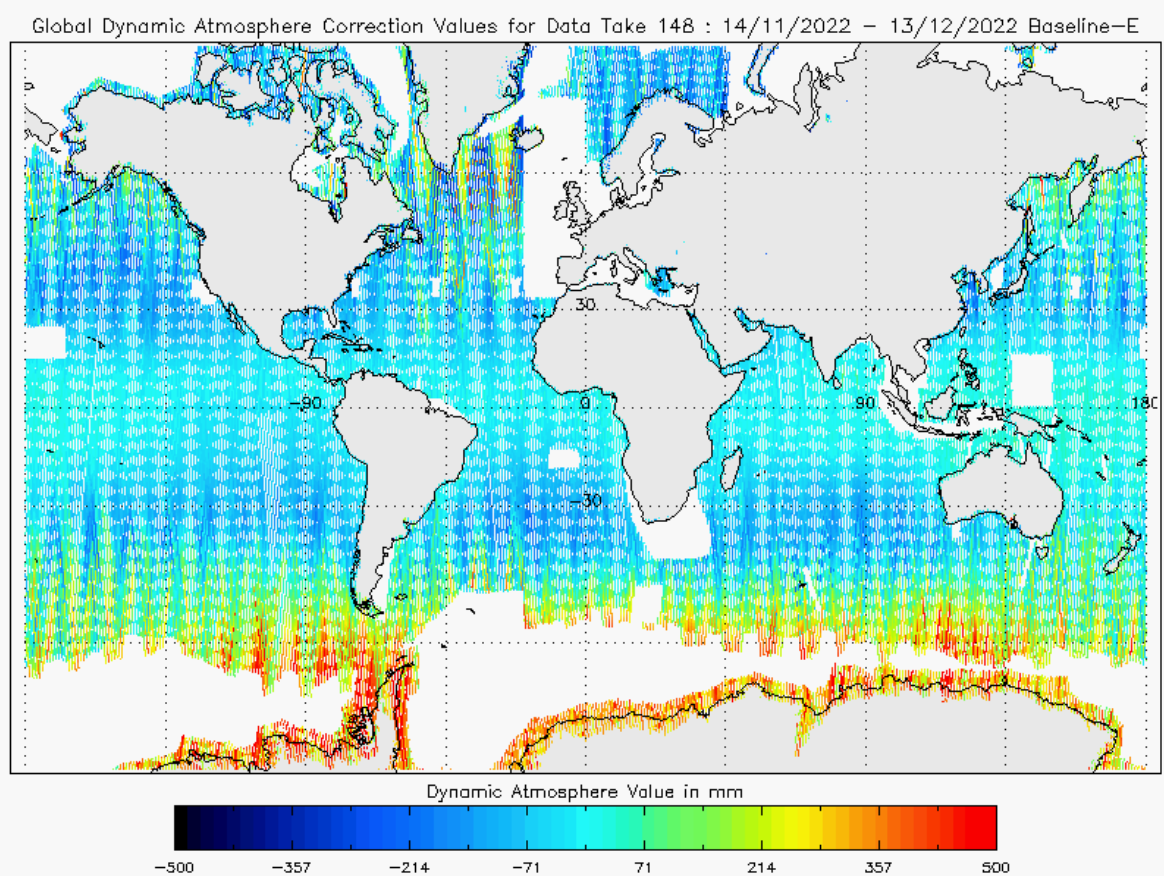 Global Dynamic Atmosphere Correction Values for Data Take 148 : 14/11/2022 - 13/12/2022 Baseline-E
30
-90 0 90 180
-30
Dynamic Atmosphere Value in mm
-500 -357 -214 -71 71 214 357 500